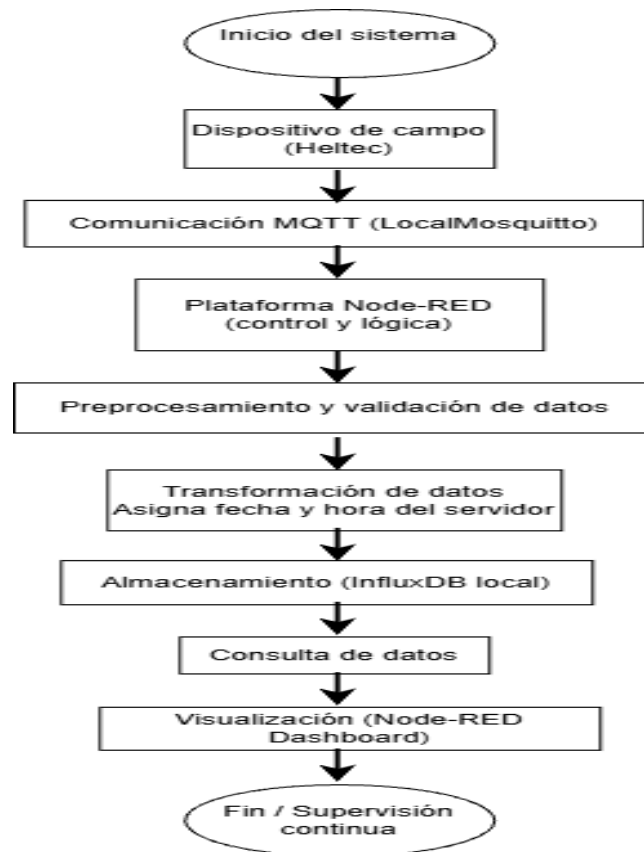 Inicio del sistema
Dispositivo de campo
(Heltec)
Comunicación MQTT (LocalMosquitto)
Plataforma Node-RED
(control y lógica)
Preprocesamiento y validación de datos
Transformación de datos
Asigna fecha y hora del servidor
Almacenamiento (InfluxDB local)
Consulta de datos
Visualización (Node-RED
Dashboard)
Fin / Supervisión
continua